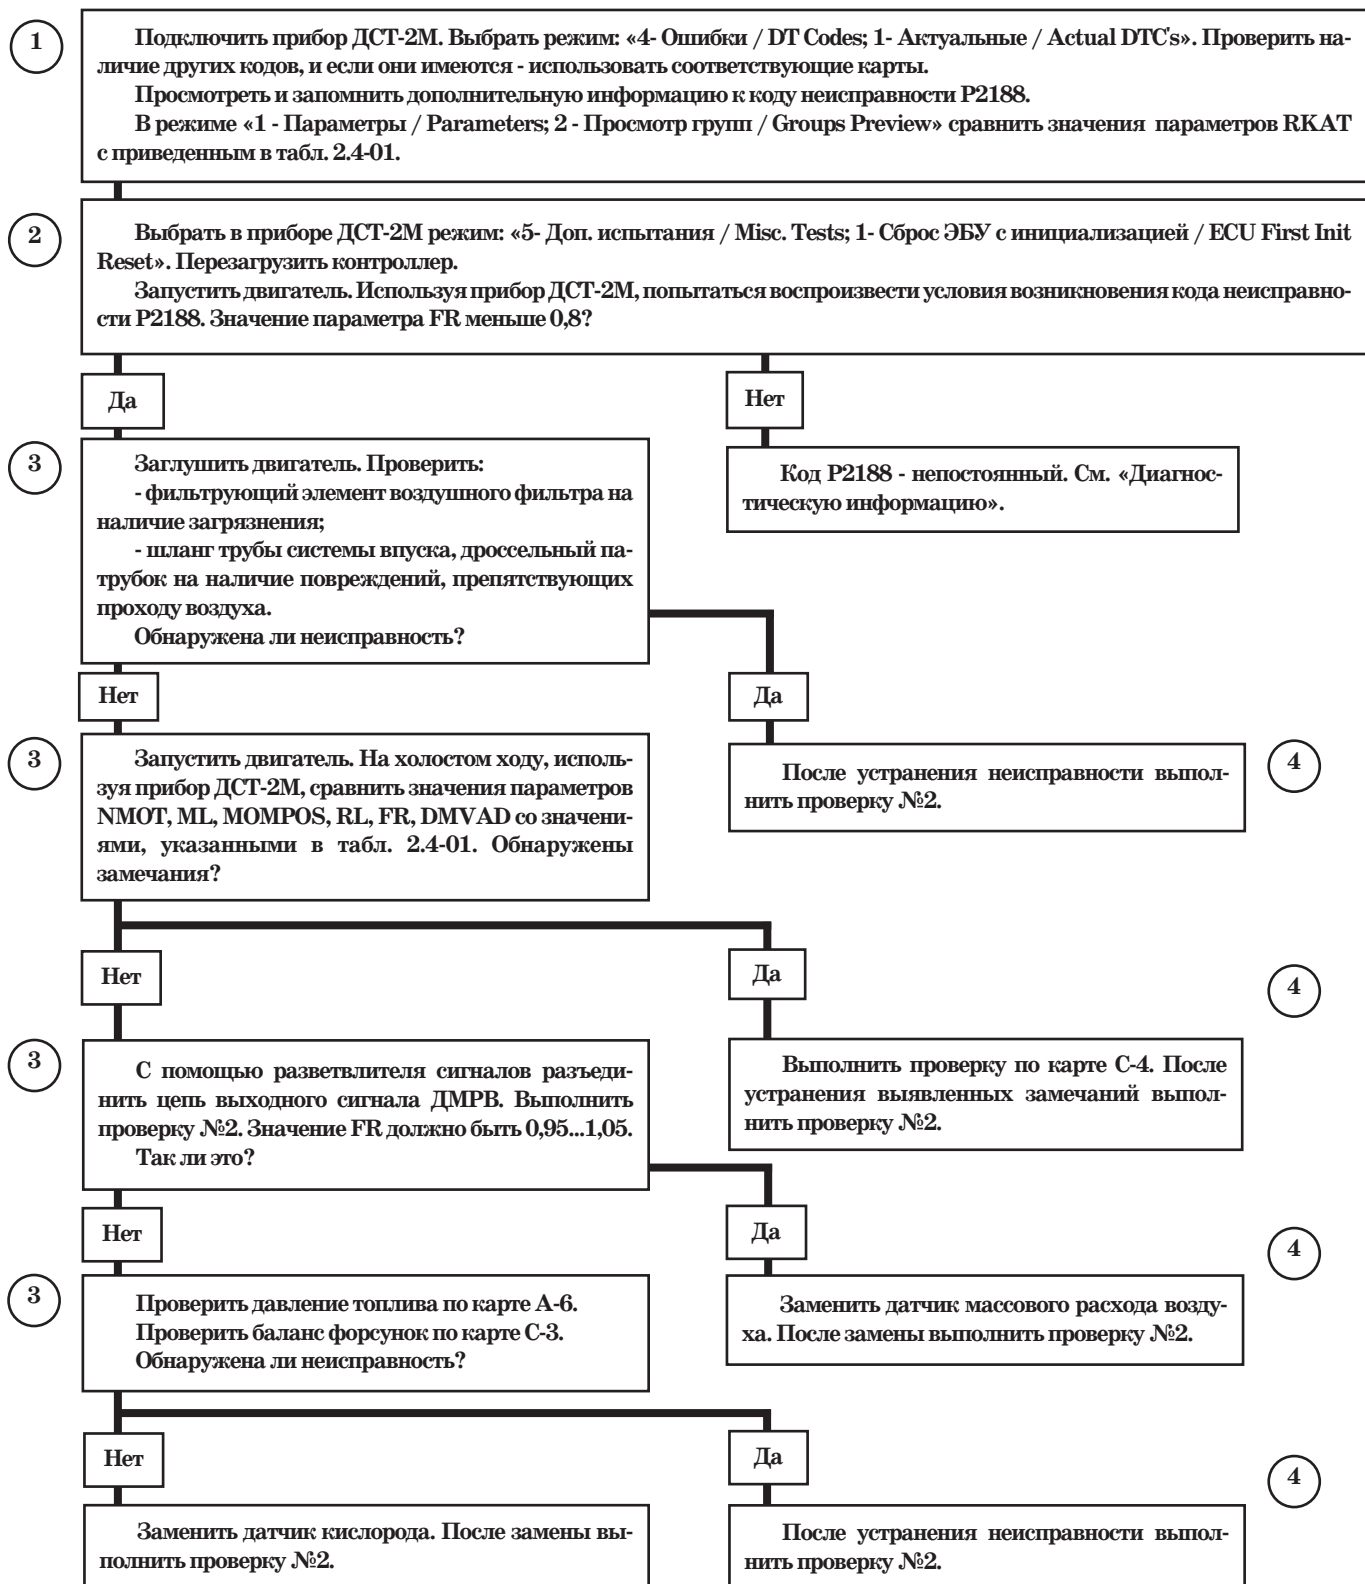 1
Подключить прибор ДСТ-2М. Выбрать режим: «4- Ошибки / DT Codes; 1- Актуальные / Actual DTC's». Проверить на-
личие других кодов, и если они имеются - использовать соответствующие карты.
Просмотреть и запомнить дополнительную информацию к коду неисправности Р2188.
В режиме «1 - Параметры / Parameters; 2 - Просмотр групп / Groups Preview» сравнить значения параметров RKAT
с приведенным в табл. 2.4-01.
2
Выбрать в приборе ДСТ-2М режим: «5- Доп. испытания / Misc. Tests; 1- Сброс ЭБУ с инициализацией / ECU First Init
Reset». Перезагрузить контроллер.
Запустить двигатель. Используя прибор ДСТ-2М, попытаться воспроизвести условия возникновения кода неисправно-
сти Р2188. Значение параметра FR меньше 0,8?
Да
Нет
3
Заглушить двигатель. Проверить:
- фильтрующий элемент воздушного фильтра на
наличие загрязнения;
- шланг трубы системы впуска, дроссельный па-
трубок на наличие повреждений, препятствующих
проходу воздуха.
Обнаружена ли неисправность?
Код Р2188 - непостоянный. См. «Диагнос-
тическую информацию».
Нет
Да
3
Запустить двигатель. На холостом ходу, исполь-
зуя прибор ДСТ-2М, сравнить значения параметров
NMOT, ML, MOMPOS, RL, FR, DMVAD со значени-
ями, указанными в табл. 2.4-01. Обнаружены
замечания?
После устранения неисправности выпол-
нить проверку №2.
4
Нет
Да
4
3
С помощью разветвлителя сигналов разъеди-
нить цепь выходного сигнала ДМРВ. Выполнить
проверку №2. Значение FR должно быть 0,95...1,05.
Так ли это?
Выполнить проверку по карте С-4. После
устранения выявленных замечаний выпол-
нить проверку №2.
Нет
Да
4
3
Проверить давление топлива по карте А-6.
Проверить баланс форсунок по карте С-3.
Обнаружена ли неисправность?
Заменить датчик массового расхода возду-
ха. После замены выполнить проверку №2.
Нет
Да
4
Заменить датчик кислорода. После замены вы-
полнить проверку №2.
После устранения неисправности выпол-
нить проверку №2.